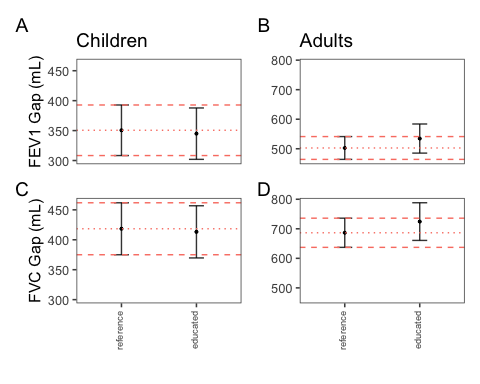 A
B
Children
Adults
FEV1 Gap (mL)
450
400
350
300
800
700
600
500
C
D
FVC Gap (mL)
450
400
350
300
800
700
600
500
reference
educated
reference
educated